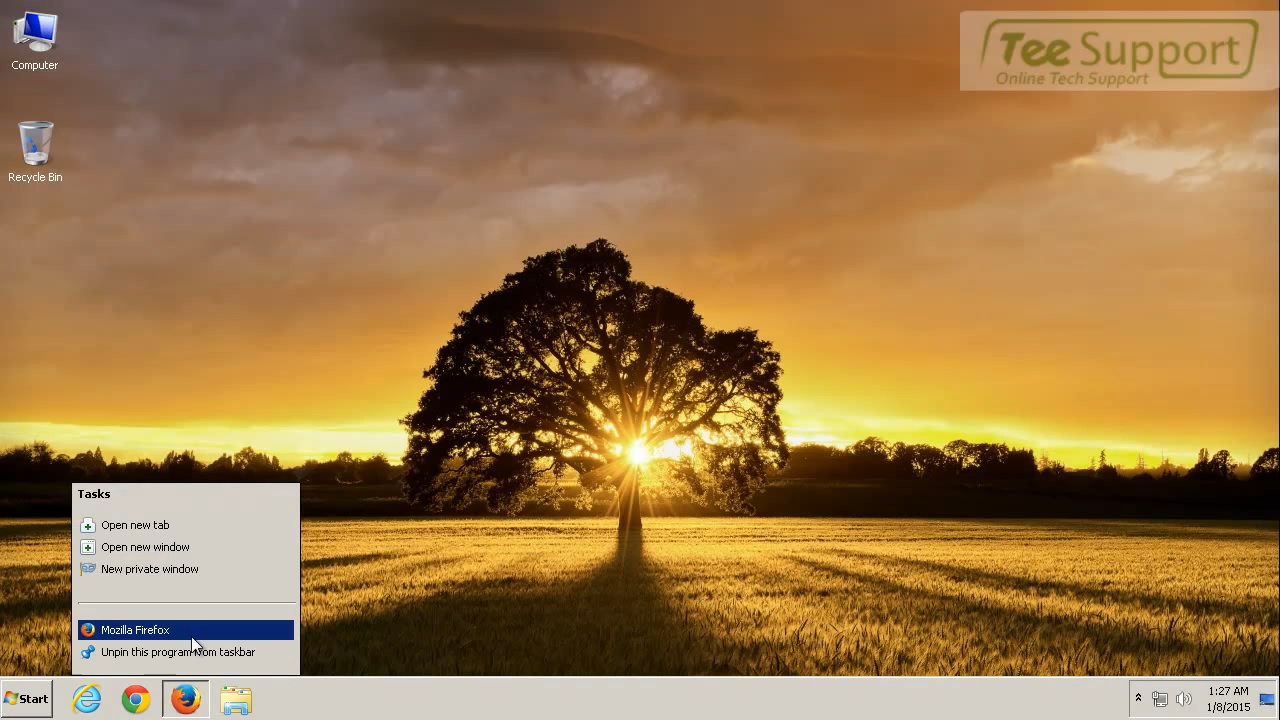 Computer
Tee Support
Online Tech Support
Recycle Bin
Tasks
Open new tab
Open new window
New private window
Mozilla Firefox
Unpin this program from taskbar
Start
1:27 AM
1/8/2015